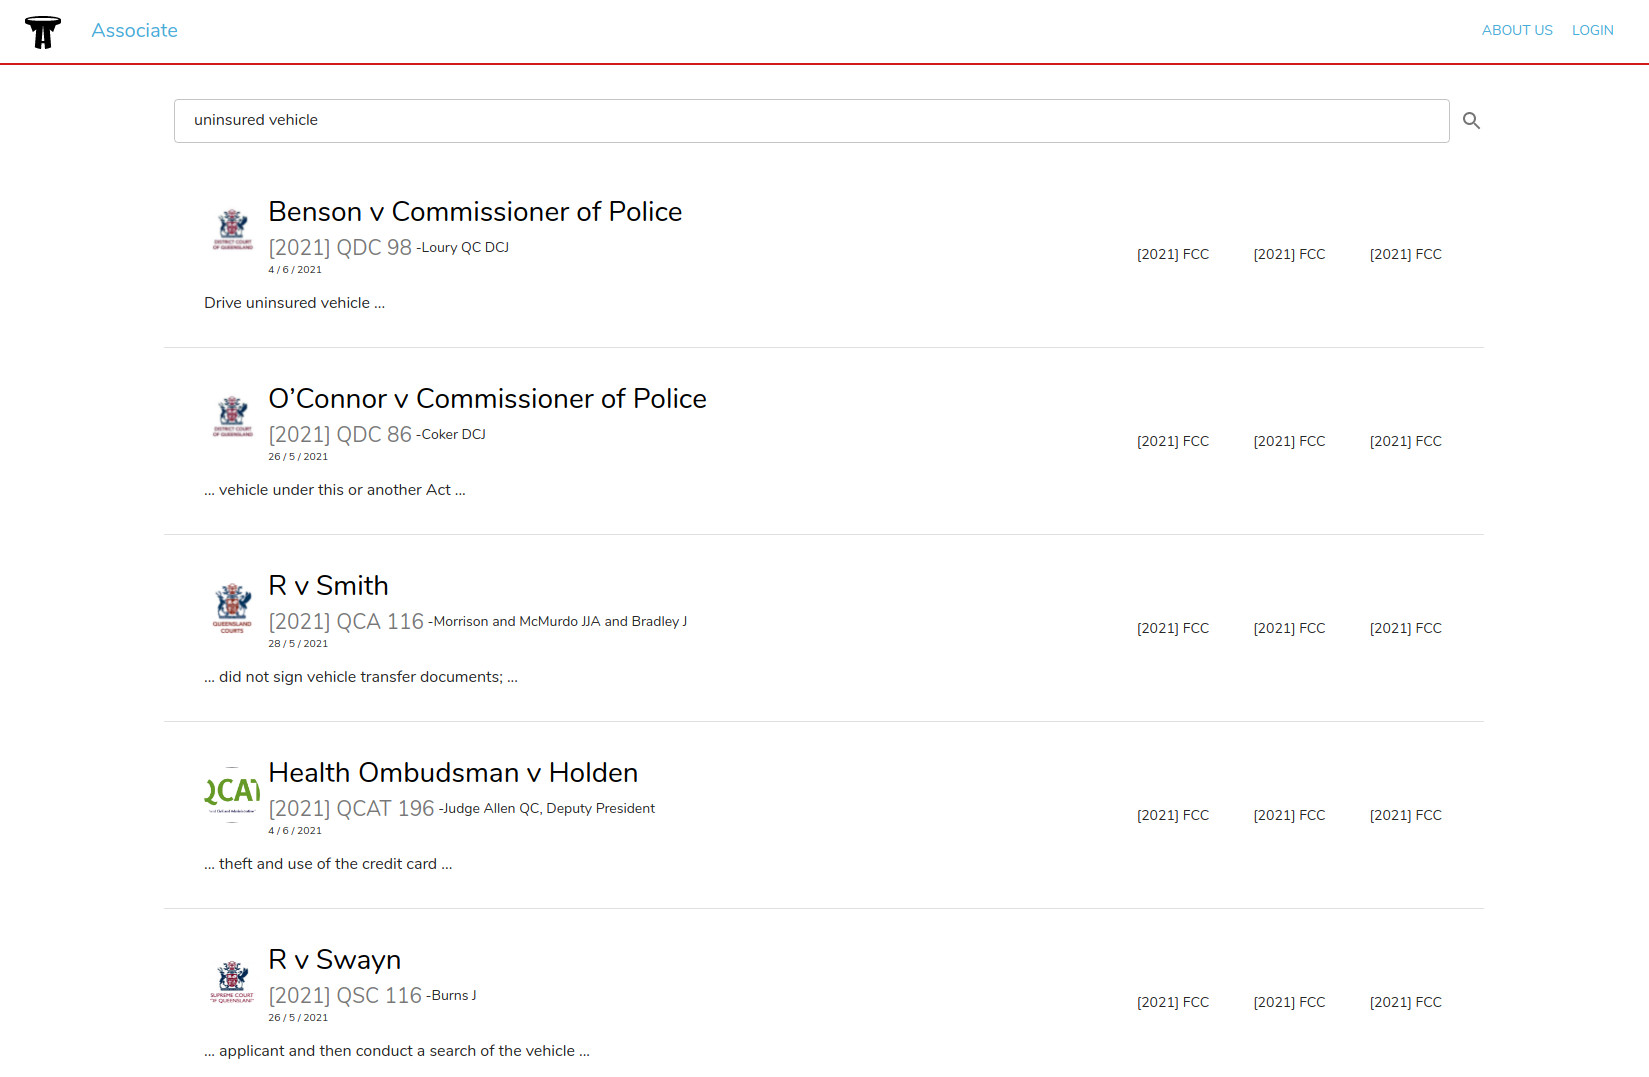 Associate
ABOUT US LOGIN
uninsured vehicle
Benson v Commissioner of Police
DISTRICT COURT
OF QUEENSLAND
[2021] QDC 98 -Loury QC DCJ
[2021] FCC [2021] FCC [2021] FCC
4 / 6 / 2021
Drive uninsured vehicle ...
O’Connor v Commissioner of Police
DISTRICT COURT
OF QUEENSLAND
[2021] QDC 86 -Coker DCJ
[2021] FCC [2021] FCC [2021] FCC
26 / 5 / 2021
... vehicle under this or another Act ...
R v Smith
QUEENSLAND
COURTS
[2021] QCA 116 -Morrison and McMurdo JJA and Bradley J
[2021] FCC [2021] FCC [2021] FCC
28 / 5 / 2021
... did not sign vehicle transfer documents; ...
Health Ombudsman v Holden
QCAT
[2021] QCAT 196 -Judge Allen QC, Deputy President
[2021] FCC [2021] FCC [2021] FCC
4 / 6 / 2021
... theft and use of the credit card ...
R v Swayn
SUPREME COURT
OF QUEENSLAND
[2021] QSC 116 -Burns J
[2021] FCC [2021] FCC [2021] FCC
26 / 5 / 2021
... applicant and then conduct a search of the vehicle ...